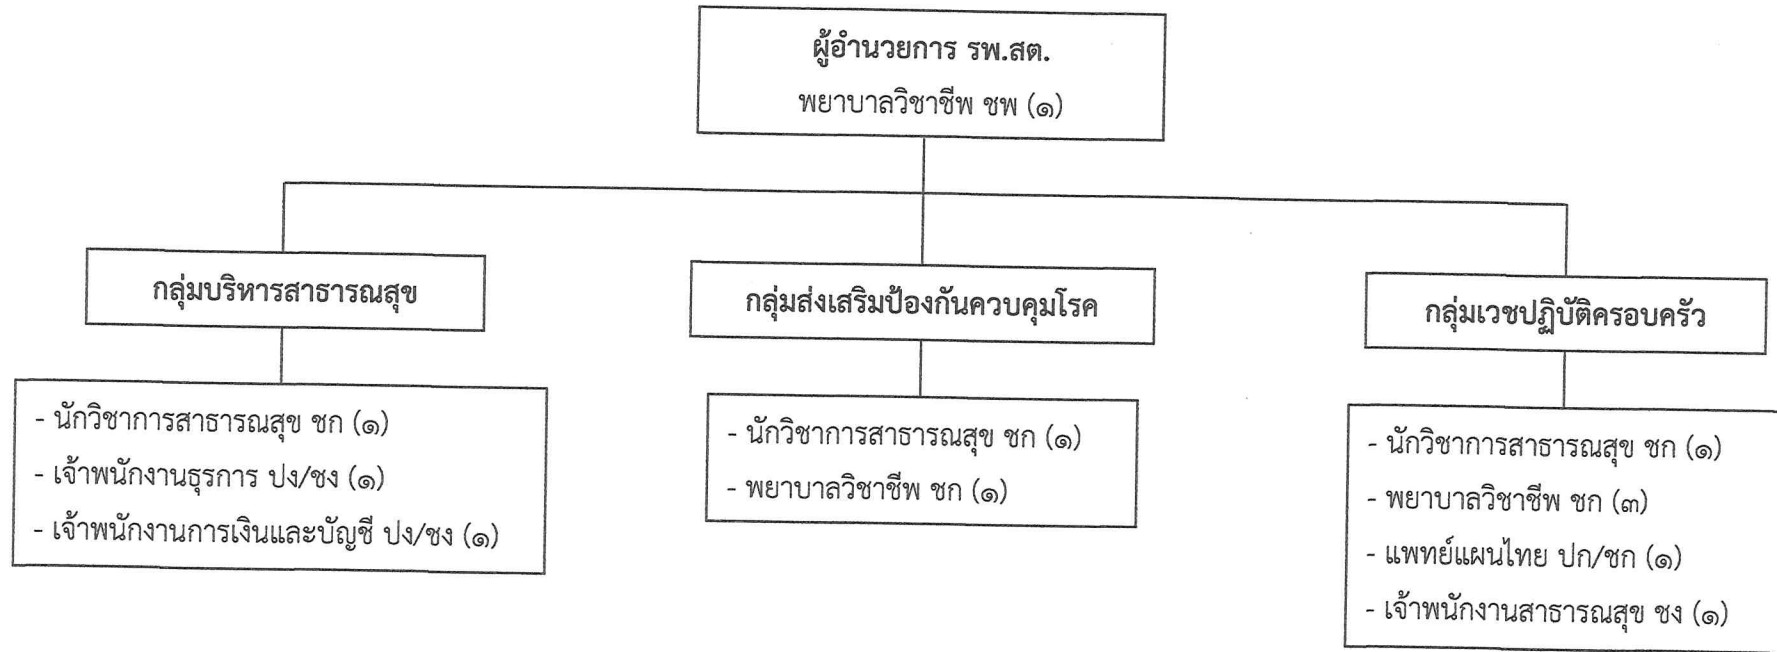 ผู้อำนวยการ รพ.สต.
พยาบาลวิชาชีพ ชพ (๑)
กลุ่มบริหารสาธารณสุข
- นักวิชาการสาธารณสุข ชก (๑)
- เจ้าพนักงานธุรการ ปง/ชง (๑)
- เจ้าพนักงานการเงินและบัญชี ปง/ชง (๑)
กลุ่มส่งเสริมป้องกันควบคุมโรค
- นักวิชาการสาธารณสุข ชก (๑)
- พยาบาลวิชาชีพ ชก (๑)
กลุ่มเวชปฏิบัติครอบครัว
- นักวิชาการสาธารณสุข ชก (๑)
- พยาบาลวิชาชีพ ชก (๓)
- แพทย์แผนไทย ปก/ชก (๑)
- เจ้าพนักงานสาธารณสุข ชง (๑)